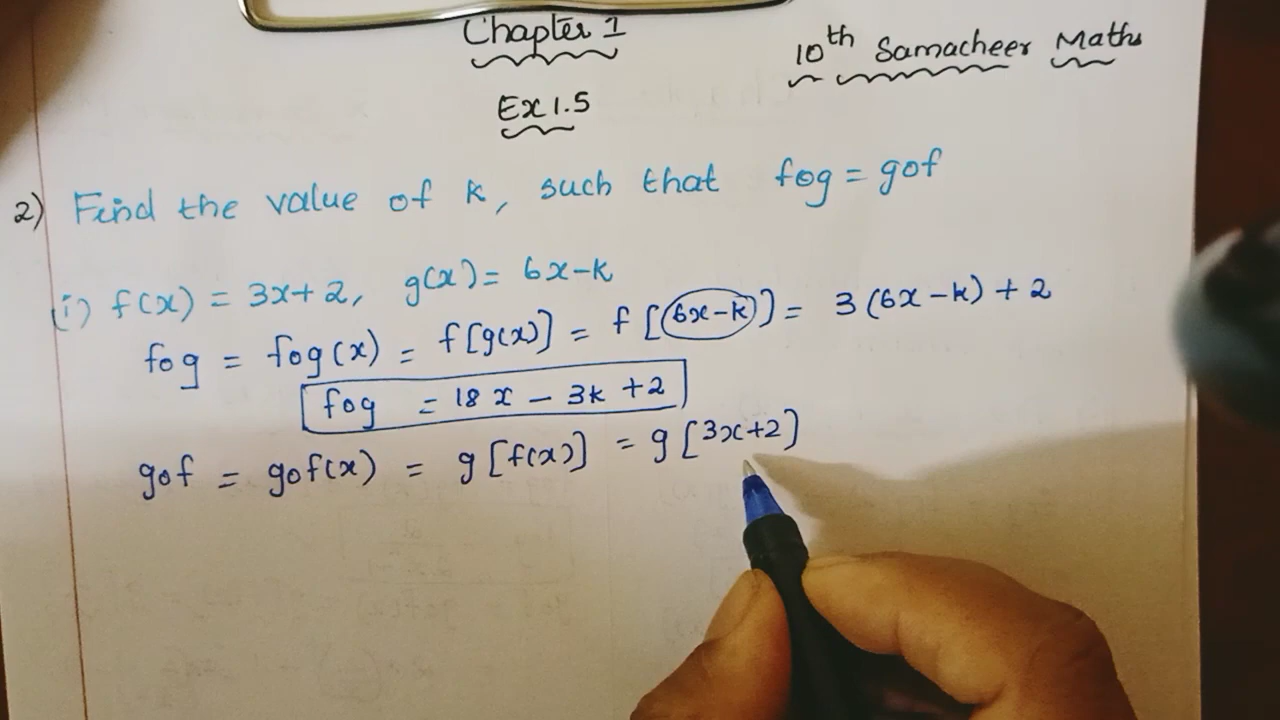 Chapter 1
10th Samacheer Maths
Ex 1.5
2) Find the value of k, such that fog = gof
(i) f(x) = 3x+2, g(x) = 6x-k
fog = fog(x) = f[g(x)] = f[(6x-k)] = 3(6x-k)+2
fog = 18x - 3k + 2
gof = gof(x) = g[f(x)] = g[3x+2]